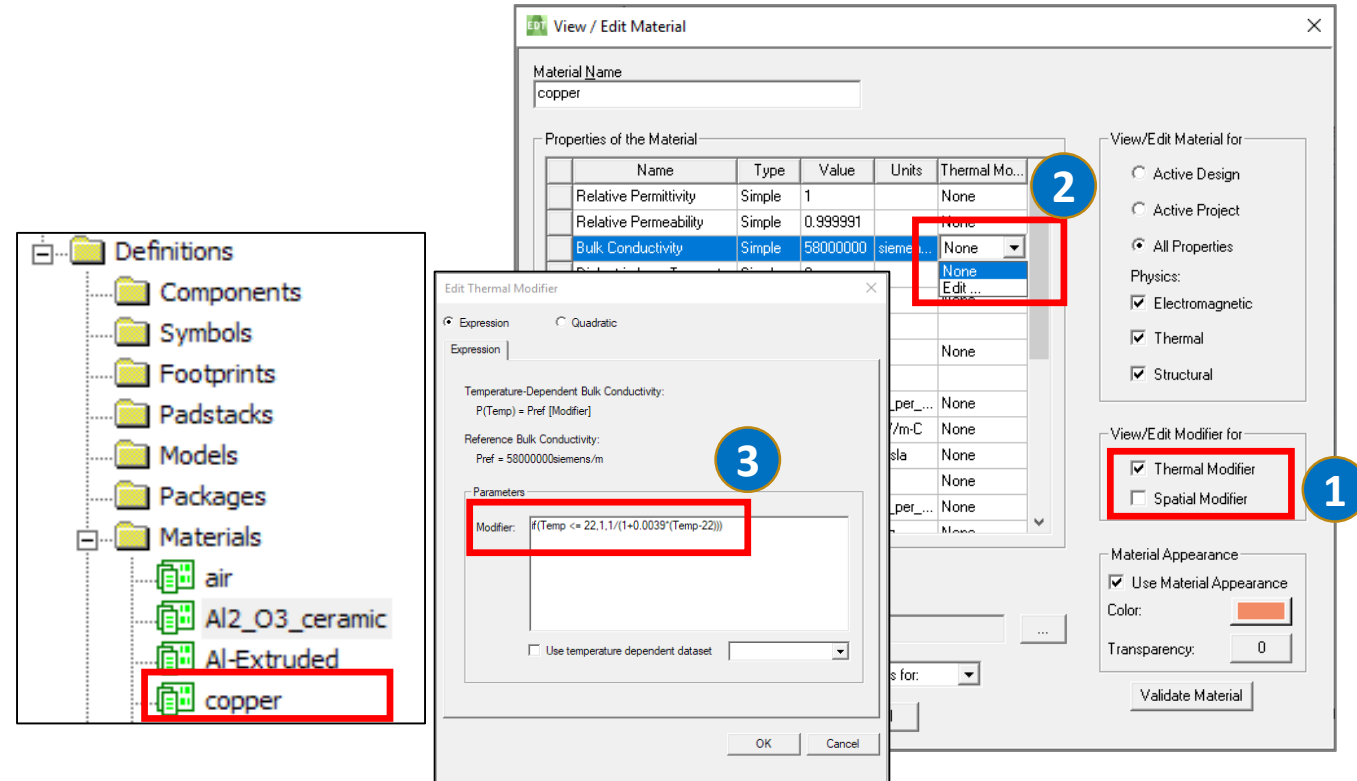 EDT View / Edit Material
Material Name
copper
Properties of the Material
Name Type Value Units Thermal Mo...
Relative Permittivity Simple 1 None
Relative Permeability Simple 0.999991 None
Bulk Conductivity Simple 58000000 siemen... None
None
Edit ...
2
None
_per_... None
None
None
_per_... None
s for:
View/Edit Material for
Active Design
Active Project
All Properties
Physics:
Electromagnetic
Thermal
Structural
View/Edit Modifier for
Thermal Modifier
Spatial Modifier
1
Material Appearance
Use Material Appearance
Color:
Transparency: 0
Validate Material
...
Definitions
Components
Symbols
Footprints
Padstacks
Models
Packages
Materials
air
Al2_O3_ceramic
Al-Extruded
copper
Edit Thermal Modifier
Expression Quadratic
Expression
Temperature-Dependent Bulk Conductivity:
P(Temp) = Pref [Modifier]
Reference Bulk Conductivity:
Pref = 58000000siemens/m
3
Parameters
Modifier: if(Temp <= 22,1,1/(1+0.0039*(Temp-22)))
Use temperature dependent dataset
OK Cancel